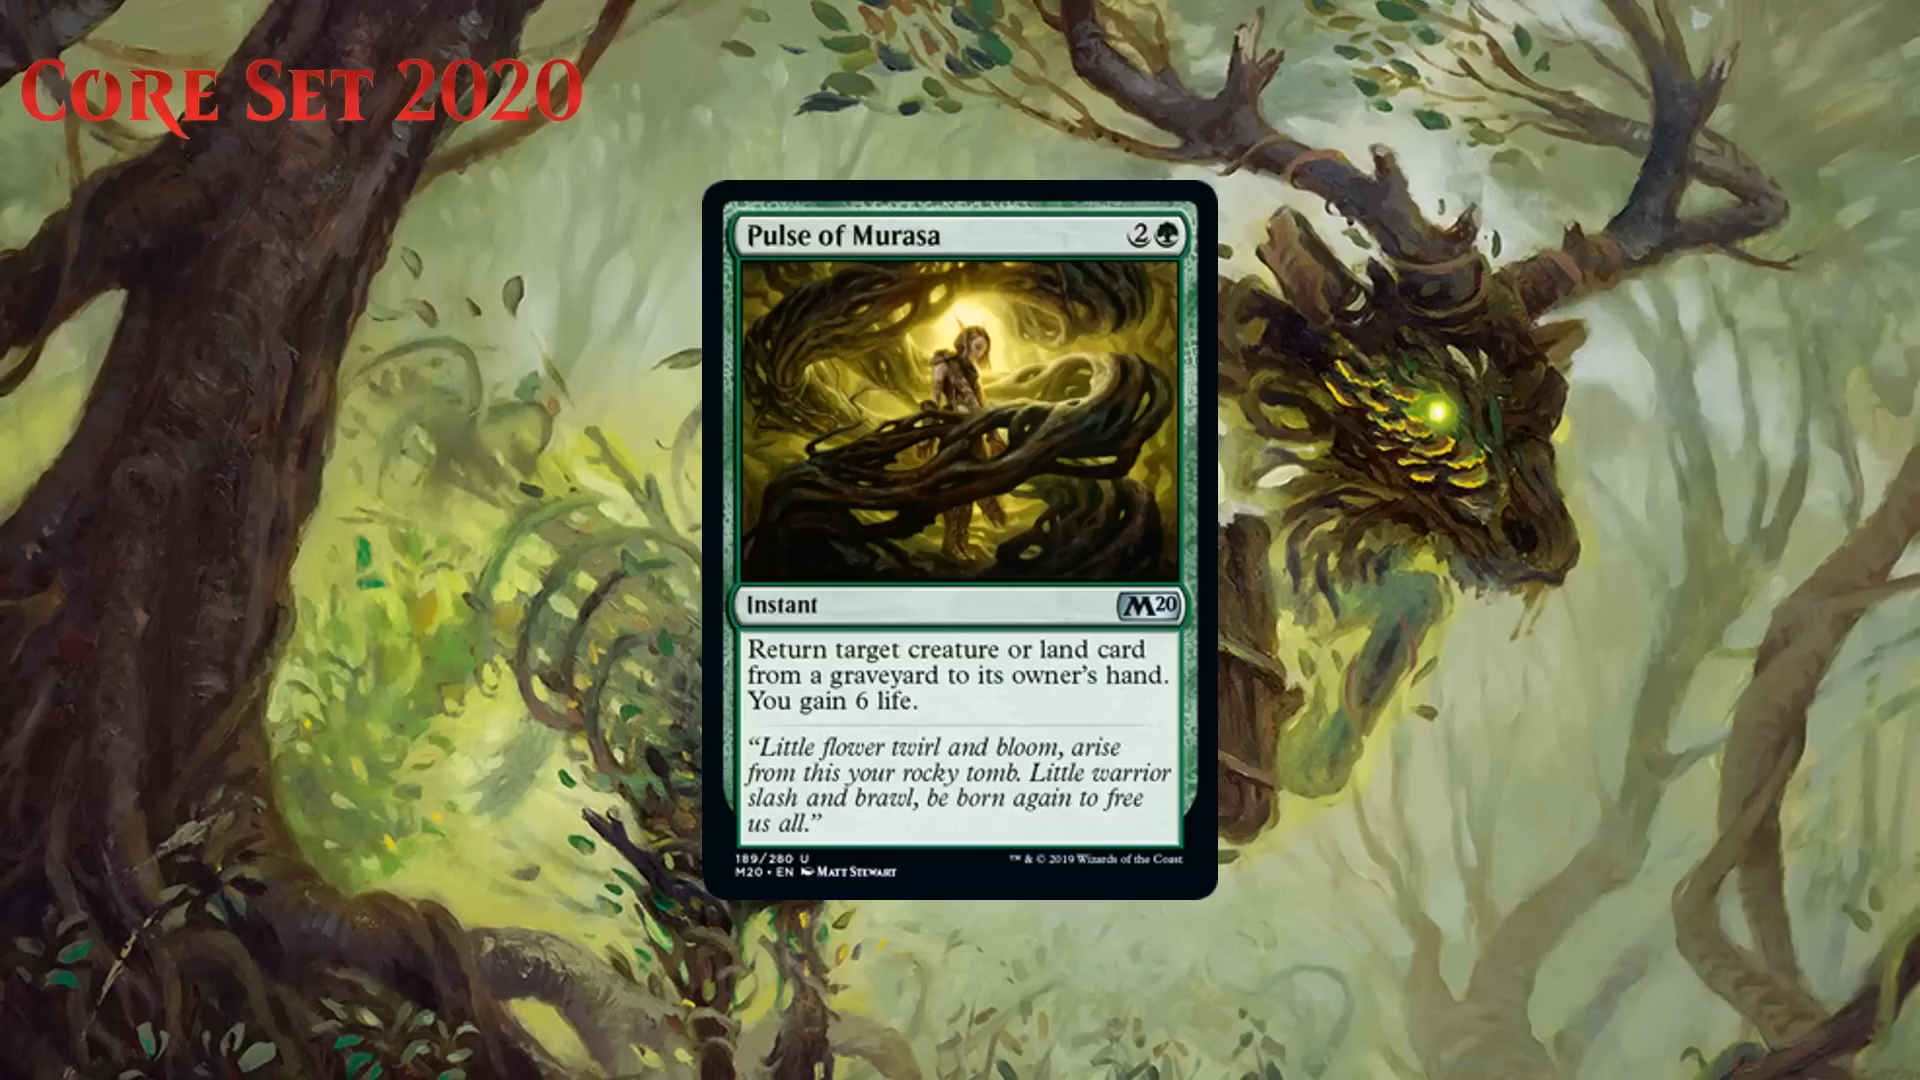 Core Set 2020
Pulse of Murasa 2
Instant M20
Return target creature or land card
from a graveyard to its owner's hand.
You gain 6 life.
“Little flower twirl and bloom, arise
from this your rocky tomb. Little warrior
slash and brawl, be born again to free
us all.”
189/280 U ™ & © 2019 Wizards of the Coast
M20 • EN Matt Stewart